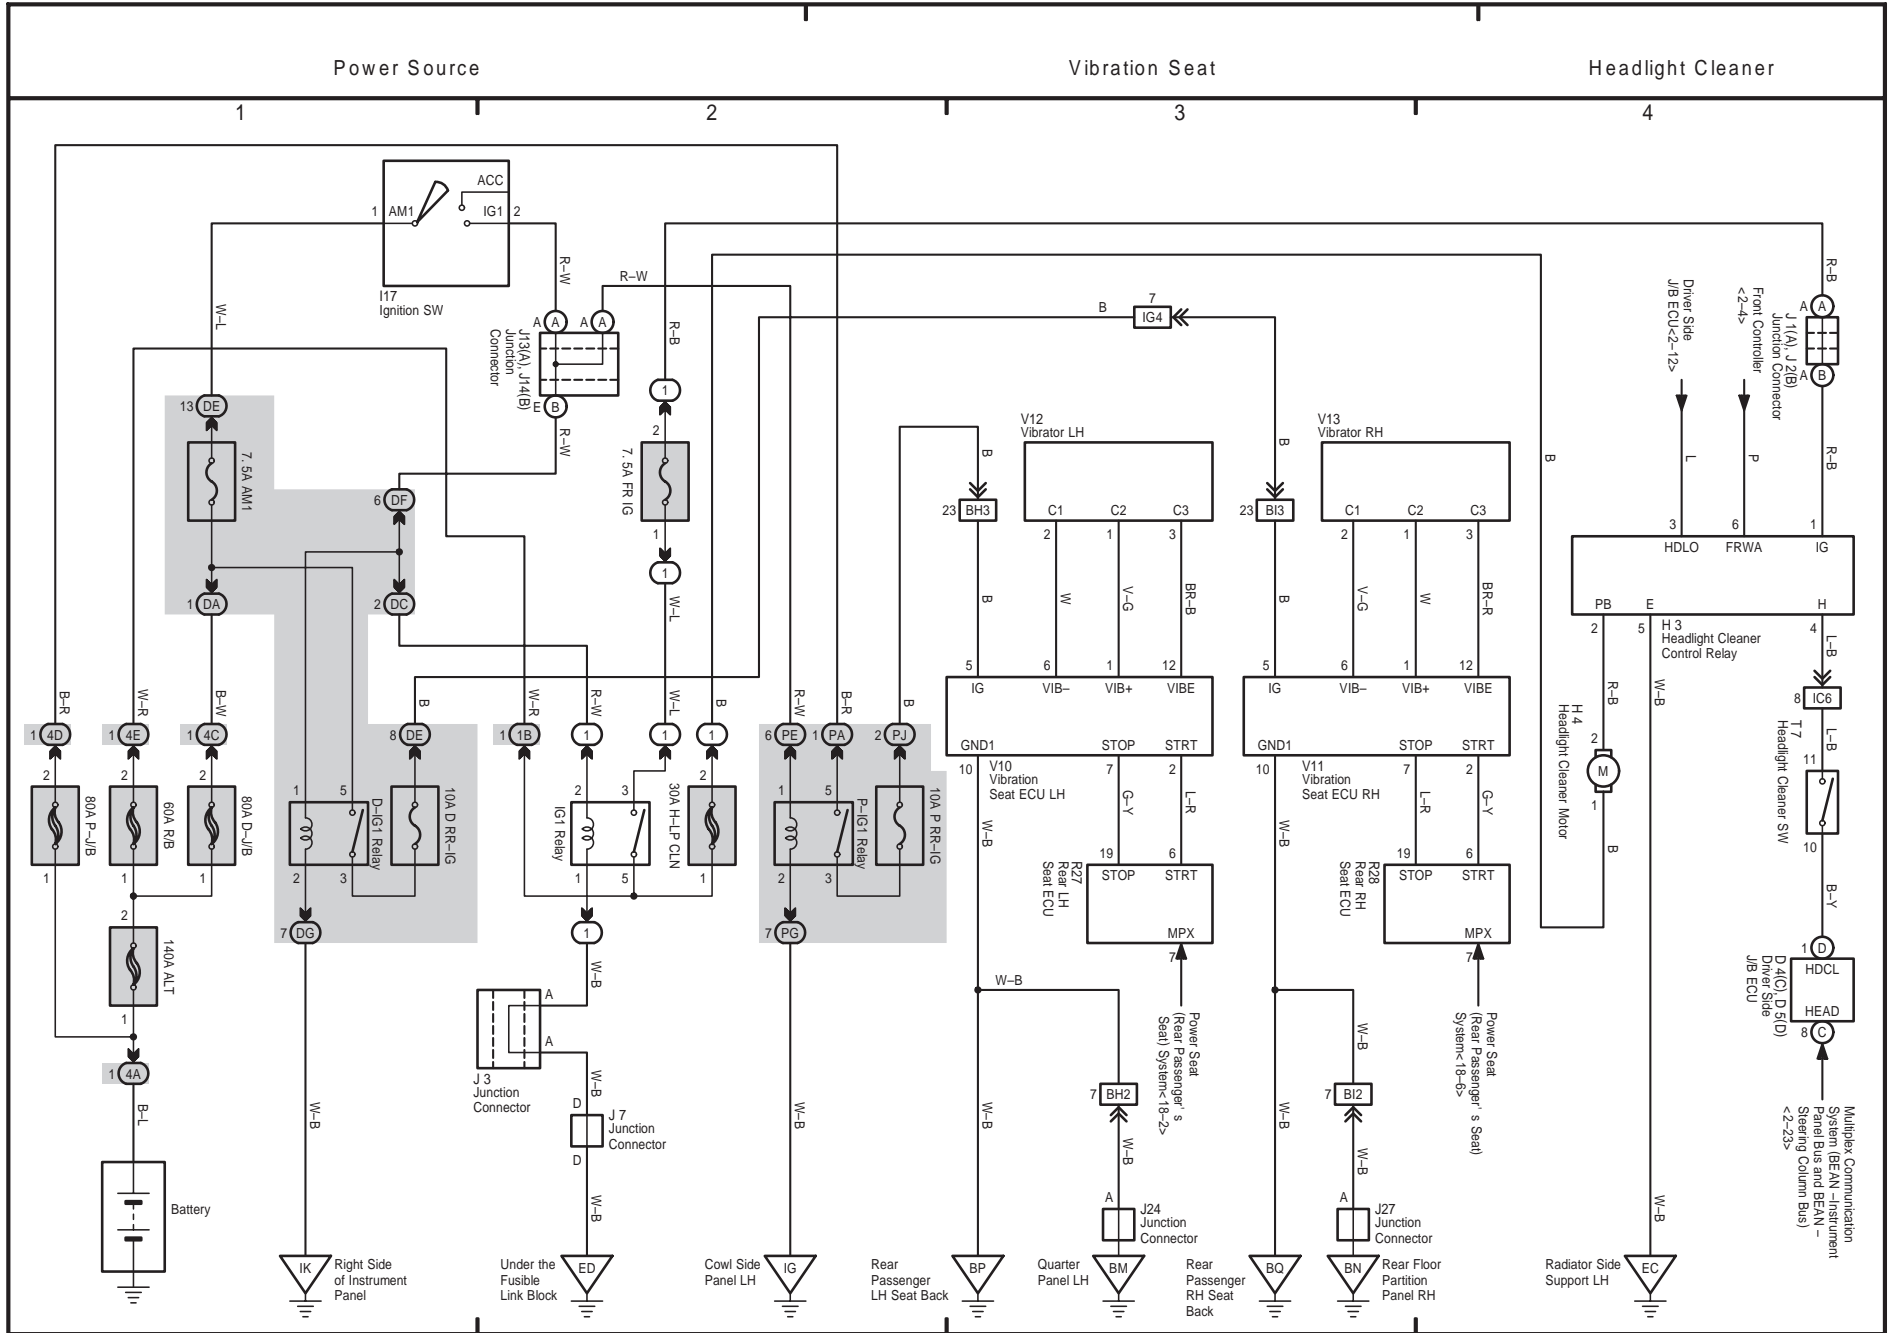 Power Source
Vibration Seat
Headlight Cleaner
1
2
3
4
ACC
1
AM1
IG1
2
I17
Ignition SW
W–L
R–W
R–W
A
A
A
A
J13(A), J14(B)
Junction
Connector
E
B
R–W
R–B
1
2
7. 5A FR IG
1
1
W–L
B
7
IG4
13
DE
7. 5A AM1
6
DF
1
DA
2
DC
B–R
W–R
B–W
B
W–R
R–W
W–L
B
R–W
B–R
B
1
4D
1
4E
1
4C
8
DE
1
1B
1
1
1
6
PE
1
PA
2
PJ
2
80A P–J/B
1
2
60A R/B
1
2
80A D–J/B
1
1
5
D–IG1 Relay
2
3
10A D RR–IG
2
3
IG1 Relay
1
5
2
30A H–LP CLN
1
1
5
P–IG1 Relay
2
3
10A P RR–IG
2
140A ALT
1
1
4A
B–L
Battery
7
DG
W–B
1
W–B
A
A
J 3
Junction
Connector
W–B
D
J 7
Junction
Connector
D
W–B
7
PG
W–B
IK
Right Side
of Instrument
Panel
Under the
Fusible
Link Block
ED
Cowl Side
Panel LH
IG
B
23
BH3
B
V12
Vibrator LH
C1
C2
C3
2
1
3
W
V–G
BR–B
5
6
1
12
IG
VIB–
VIB+
VIBE
GND1
STOP
STRT
10
V10
Vibration
Seat ECU LH
7
2
G–Y
L–R
W–B
19
6
R27
Rear LH
Seat ECU
STOP
STRT
MPX
7
Power Seat
(Rear Passenger' s
Seat) System<18–2>
W–B
7
BH2
W–B
W–B
A
J24
Junction
Connector
Rear
Passenger
LH Seat Back
BP
Quarter
Panel LH
BM
B
23
BI3
B
V13
Vibrator RH
C1
C2
C3
2
1
3
V–G
W
BR–R
5
6
1
12
IG
VIB–
VIB+
VIBE
GND1
STOP
STRT
10
V11
Vibration
Seat ECU RH
7
2
L–R
G–Y
W–B
19
6
R28
Rear RH
Seat ECU
STOP
STRT
MPX
7
Power Seat
(Rear Passenger' s Seat)
System<18–6>
W–B
7
BI2
W–B
W–B
A
J27
Junction
Connector
Rear
Passenger
RH Seat
Back
BQ
BN
Rear Floor
Partition
Panel RH
B
Driver Side
J/B ECU<2–12>
Front Controller
<2–4>
R–B
A
A
J 1(A), J 2(B)
Junction Connector
A
B
L
P
R–B
3
6
1
HDLO
FRWA
IG
PB
E
H
2
5
4
H 3
Headlight Cleaner
Control Relay
R–B
W–B
L–B
8
IC6
L–B
H 4
Headlight Cleaner Motor
2
M
1
B
T 7
Headlight Cleaner SW
11
10
B–Y
1
D
HDCL
HEAD
D 4(C), D 5(D)
Driver Side
J/B ECU
8
C
Multiplex Communication
System (BEAN –Instrument
Panel Bus and BEAN –
Steering Column Bus)
<2–23>
W–B
Radiator Side
Support LH
EC